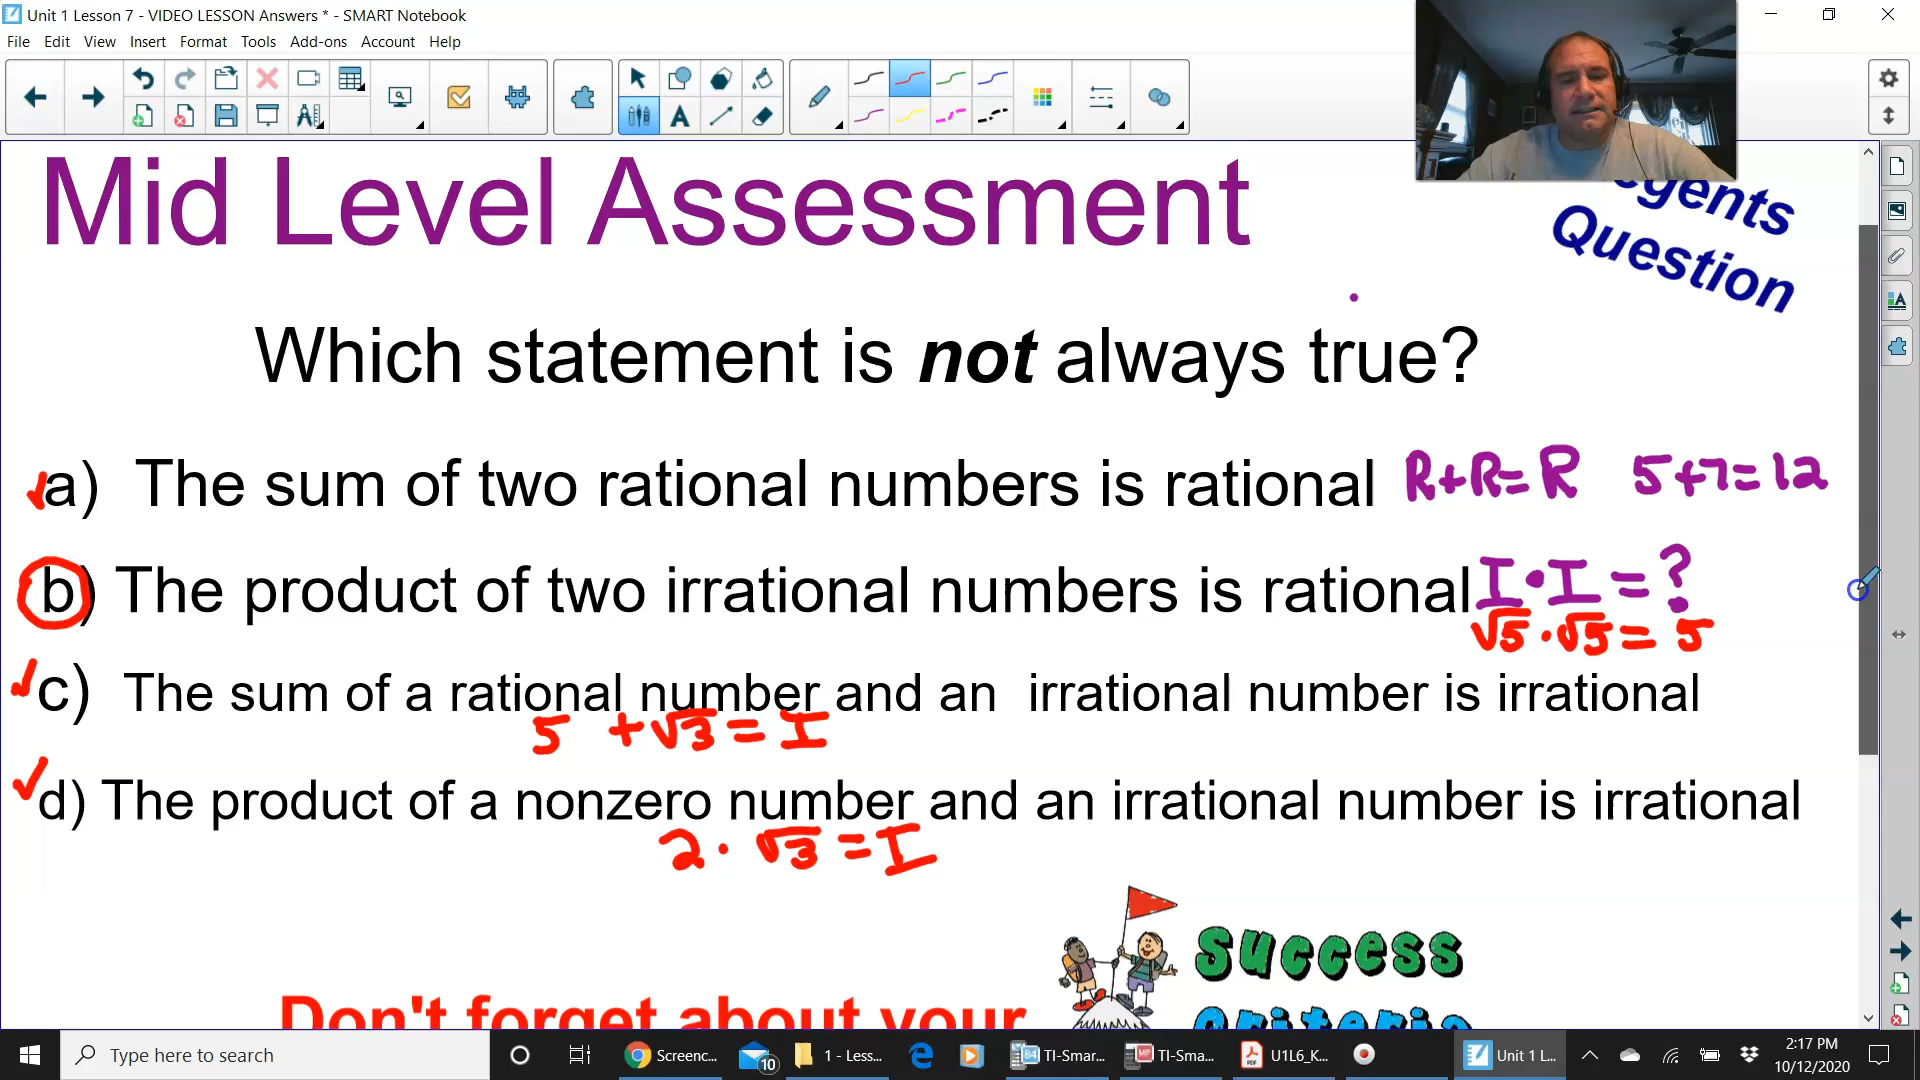 Unit 1 Lesson 7 - VIDEO LESSON Answers * - SMART Notebook
File Edit View Insert Format Tools Add-ons Account Help
Mid Level Assessment
Question
Which statement is not always true?
a) The sum of two rational numbers is rational R+R=R 5+7=12
b) The product of two irrational numbers is rational I•I=?
√5·√5=5
c) The sum of a rational number and an irrational number is irrational
5 +√3=I
d) The product of a nonzero number and an irrational number is irrational
2·√3=I
Success
Don't forget about your
Criteria
Type here to search
10
Screenc...
1 - Less...
TI-Smar...
TI-Sma...
U1L6_K...
Unit 1 L...
2:17 PM
10/12/2020